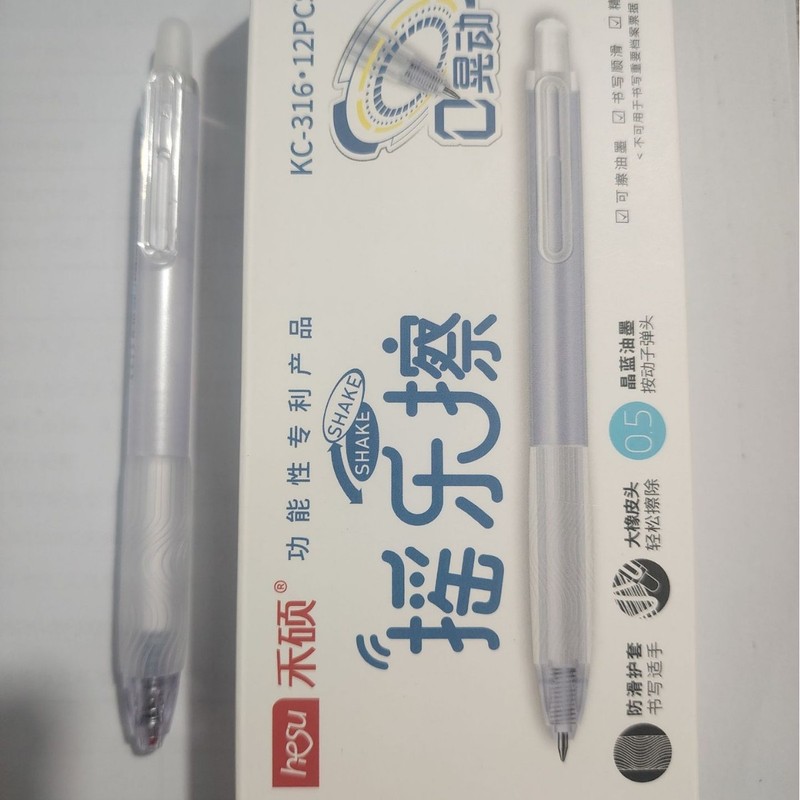 hesu 禾硕®
功能性专利产品
KC-316·12PCS
SHAKE
SHAKE
摇乐擦
晃动
防滑护套
书写适手
大橡皮头
轻松擦除
0.5
晶蓝油墨
按动子弹头
☑ 可擦油墨 ☑ 书写顺滑 ☑ 精
< 不可用于书写重要档案票据